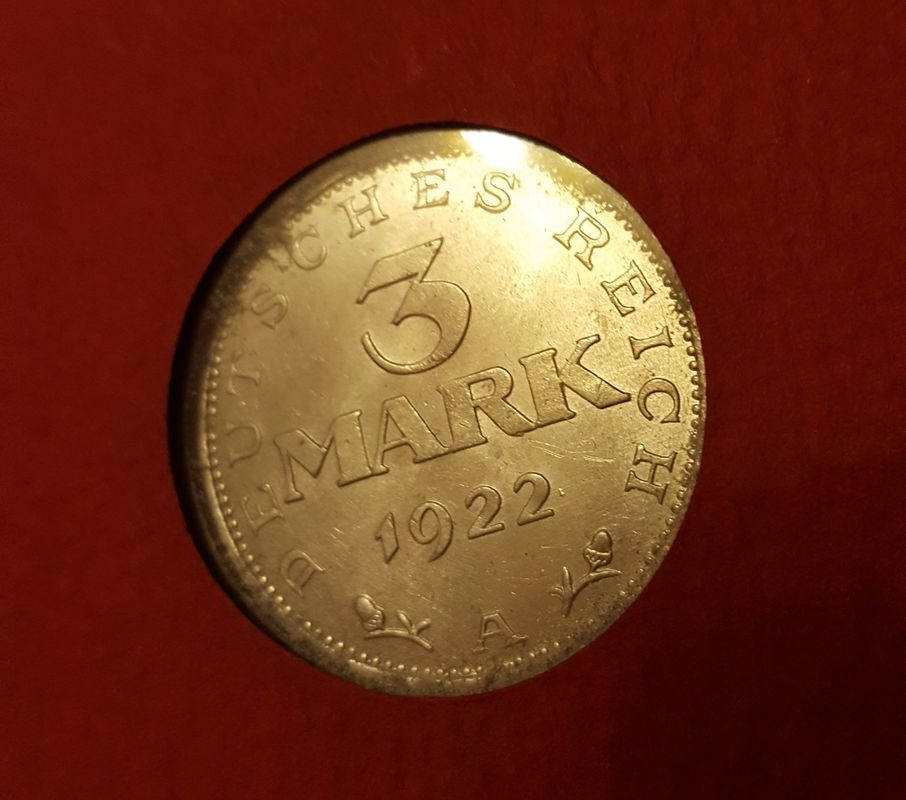 DEUTSCHES REICH
3
MARK
1922
A